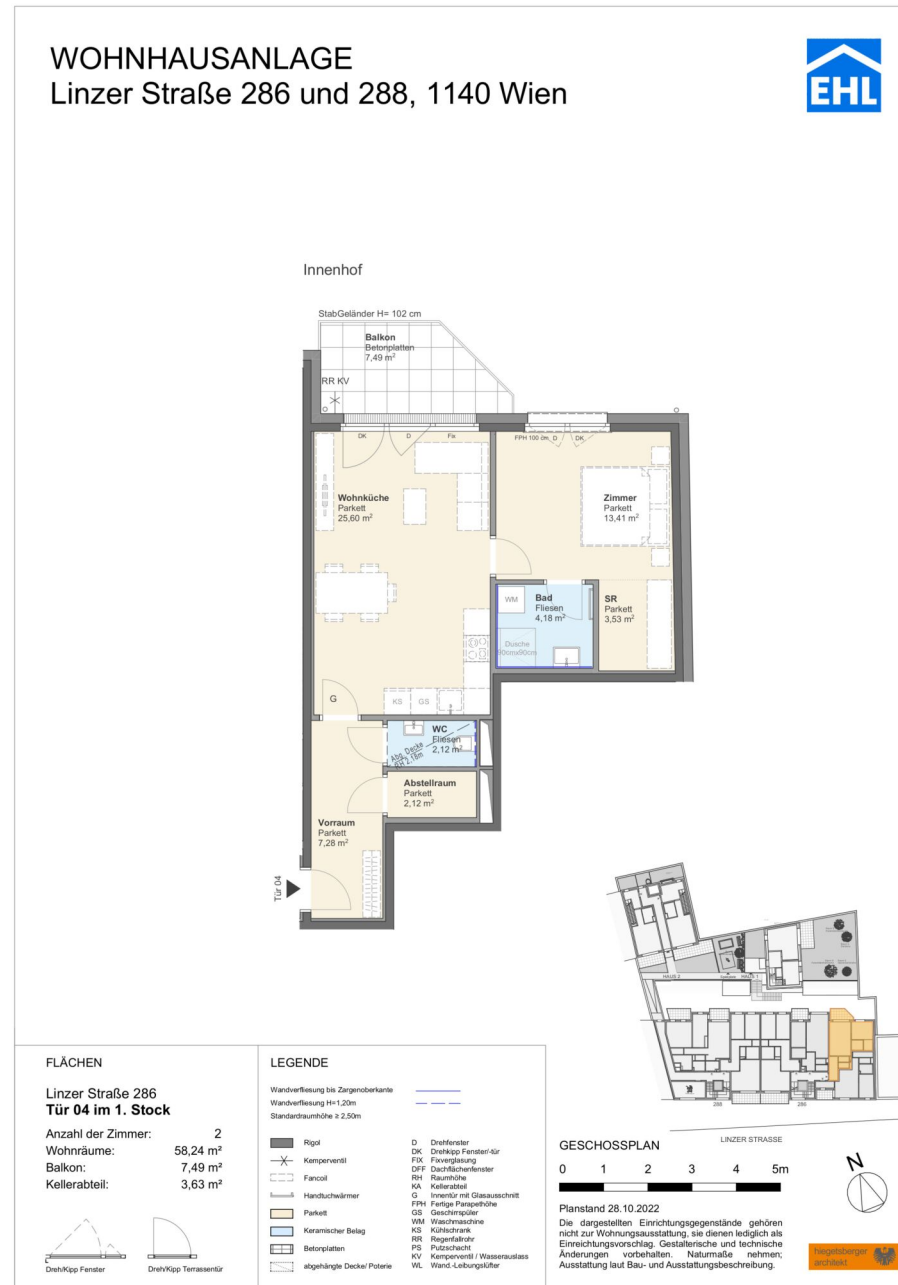 WOHNHAUSANLAGE
Linzer Straße 286 und 288, 1140 Wien
EHL
Innenhof
StabGeländer H= 102 cm
Balkon
Betonplatten
7,49 m²
RR KV
DK
D
Fix
FPH 100 cm
D
DK
Wohnküche
Parkett
25,60 m²
Zimmer
Parkett
13,41 m²
WM
Bad
Fliesen
4,18 m²
SR
Parkett
3,53 m²
Dusche
90cmx90cm
G
KS
GS
WC
Fliesen
2,12 m²
Abg. Decke
RH 2,18m
Abstellraum
Parkett
2,12 m²
Vorraum
Parkett
7,28 m²
Tür 04
HAUS 2
HAUS 1
288
286
LINZER STRASSE
FLÄCHEN
Linzer Straße 286
Tür 04 im 1. Stock
Anzahl der Zimmer: 2
Wohnräume: 58,24 m²
Balkon: 7,49 m²
Kellerabteil: 3,63 m²
Dreh/Kipp Fenster
Dreh/Kipp Terrassentür
LEGENDE
Wandverfliesung bis Zargenoberkante
Wandverfliesung H=1,20m
Standardraumhöhe ≥ 2,50m
Rigol
Kemperventil
Fancoil
Handtuchwärmer
Parkett
Keramischer Belag
Betonplatten
abgehängte Decke/ Poterie
D Drehfenster
DK Drehkipp Fenster/-tür
FIX Fixverglasung
DFF Dachflächenfenster
RH Raumhöhe
KA Kellerabteil
G Innentür mit Glasausschnitt
FPH Fertige Parapethöhe
GS Geschirrspüler
WM Waschmaschine
KS Kühlschrank
RR Regenfallrohr
PS Putzschacht
KV Kemperventil / Wasserauslass
WL Wand.-Leibungslüfter
GESCHOSSPLAN
0 1 2 3 4 5m
N
Planstand 28.10.2022
Die dargestellten Einrichtungsgegenstände gehören
nicht zur Wohnungsausstattung, sie dienen lediglich als
Einreichtungsvorschlag. Gestalterische und technische
Änderungen vorbehalten. Naturmaße nehmen;
Ausstattung laut Bau- und Ausstattungsbeschreibung.
hiegetsberger
architekt